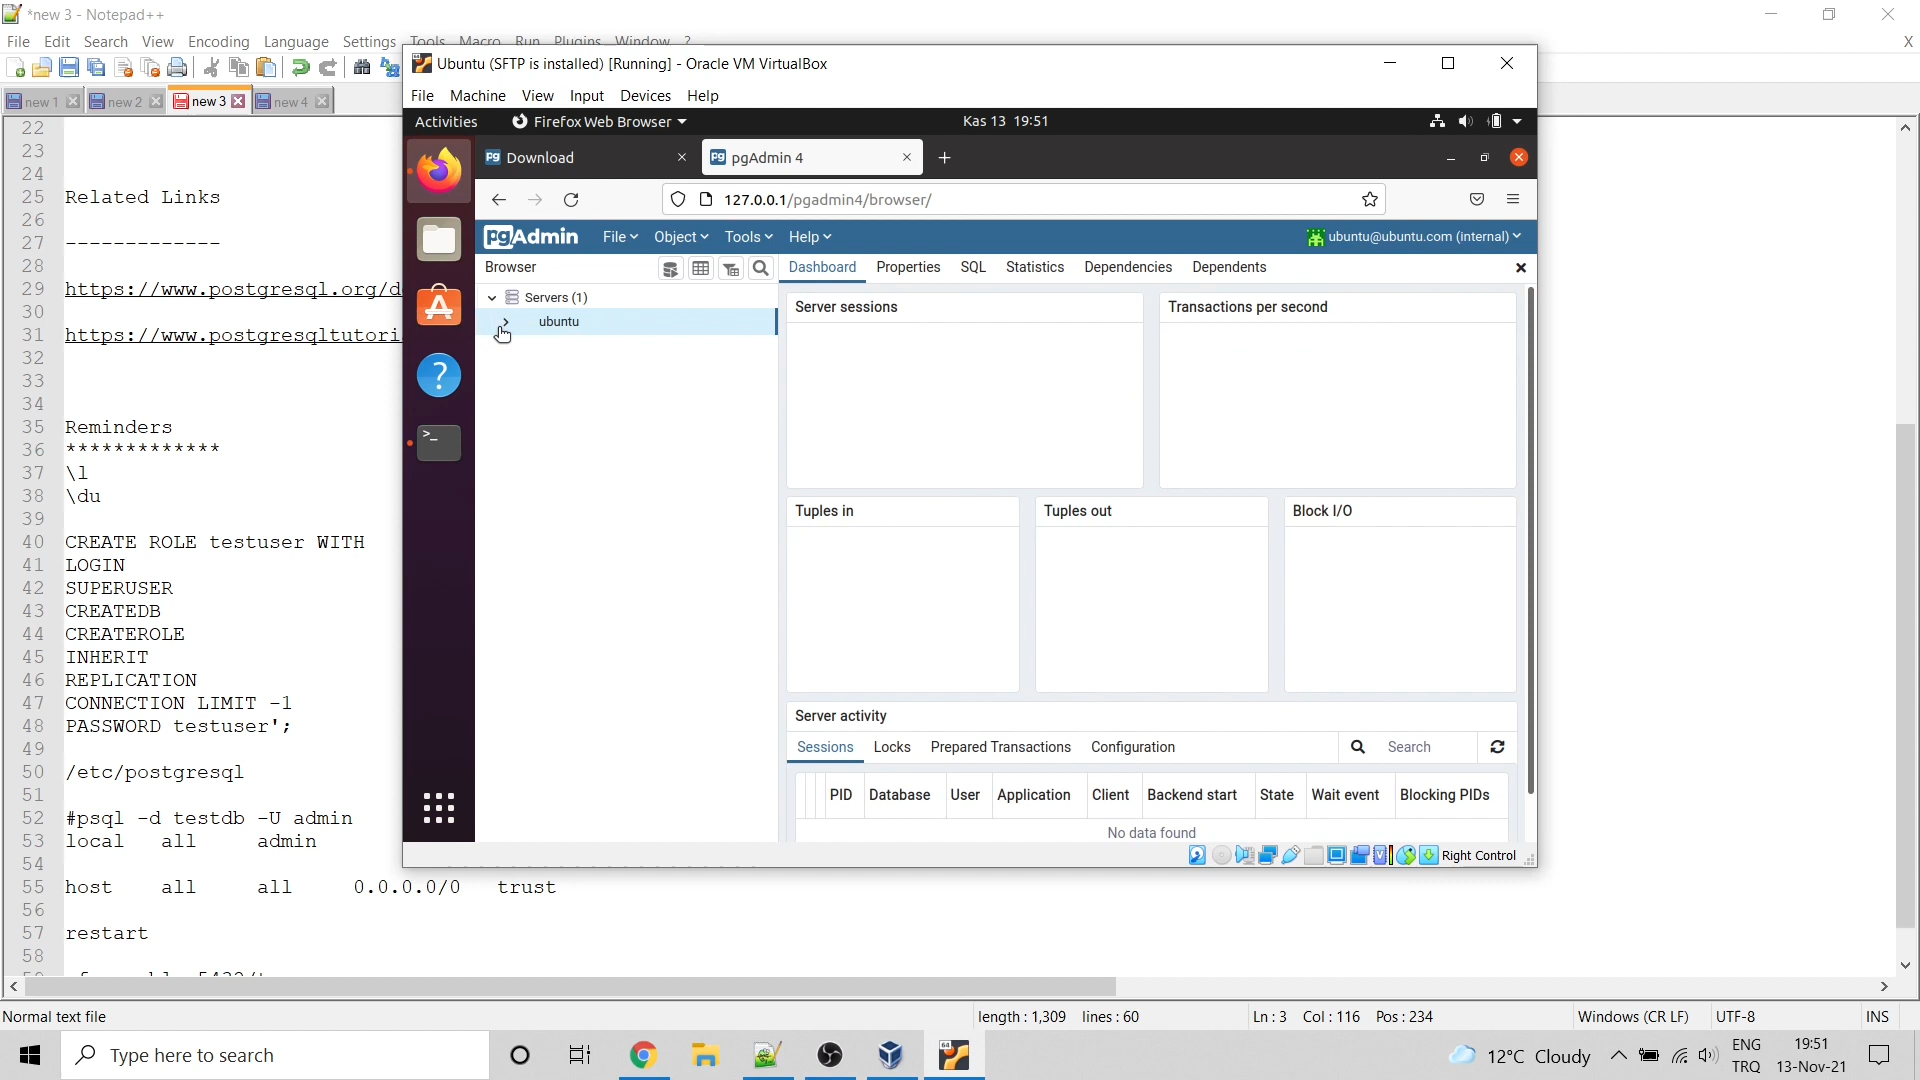 *new 3 - Notepad++
File Edit Search View Encoding Language Settings Tools Macro Run Plugins Window ?
X
new 1
new 2
new 3
new 4
22
23
24
25 Related Links
26
27 -------------
28
29 https://www.postgresql.org/d
30
31 https://www.postgresqltutori
32
33
34
35 Reminders
36 *************
37 \l
38 \du
39
40 CREATE ROLE testuser WITH
41 LOGIN
42 SUPERUSER
43 CREATEDB
44 CREATEROLE
45 INHERIT
46 REPLICATION
47 CONNECTION LIMIT -1
48 PASSWORD testuser';
49
50 /etc/postgresql
51
52 #psql -d testdb -U admin
53 local all admin
54
55 host all all 0.0.0.0/0 trust
56
57 restart
58
Ubuntu (SFTP is installed) [Running] - Oracle VM VirtualBox
File Machine View Input Devices Help
Activities Firefox Web Browser Kas 13 19:51
Pg Download
Pg pgAdmin 4
127.0.0.1/pgadmin4/browser/
pgAdmin File Object Tools Help ubuntu@ubuntu.com (internal)
Browser
Dashboard Properties SQL Statistics Dependencies Dependents
Servers (1)
ubuntu
Server sessions
Transactions per second
Tuples in
Tuples out
Block I/O
Server activity
Sessions Locks Prepared Transactions Configuration Search
PID Database User Application Client Backend start State Wait event Blocking PIDs
No data found
Right Control
Normal text file length : 1,309 lines : 60 Ln : 3 Col : 116 Pos : 234 Windows (CR LF) UTF-8 INS
Type here to search
64
12°C Cloudy
ENG
TRQ
19:51
13-Nov-21